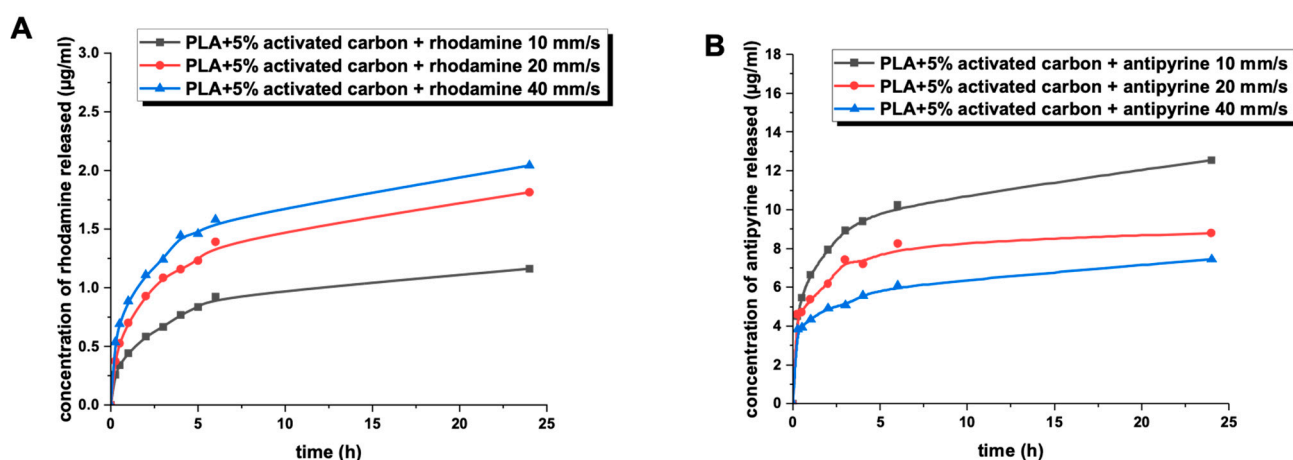 A
PLA+5% activated carbon + rhodamine 10 mm/s
PLA+5% activated carbon + rhodamine 20 mm/s
PLA+5% activated carbon + rhodamine 40 mm/s
concentration of rhodamine released (µg/ml)
3.0
2.5
2.0
1.5
1.0
0.5
0.0
0 5 10 15 20 25
time (h)
B
PLA+5% activated carbon + antipyrine 10 mm/s
PLA+5% activated carbon + antipyrine 20 mm/s
PLA+5% activated carbon + antipyrine 40 mm/s
concentration of antipyrine released (µg/ml)
18
16
14
12
10
8
6
4
2
0
0 5 10 15 20 25
time (h)